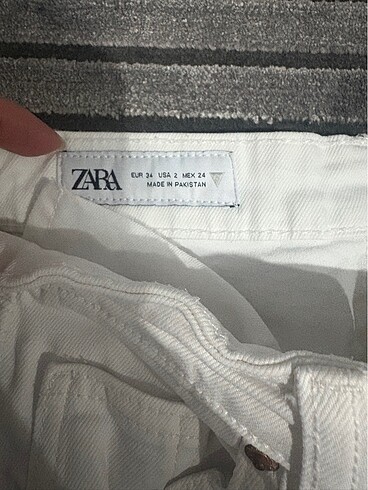 ZARA
EUR 34 USA 2 MEX 24
MADE IN PAKISTAN